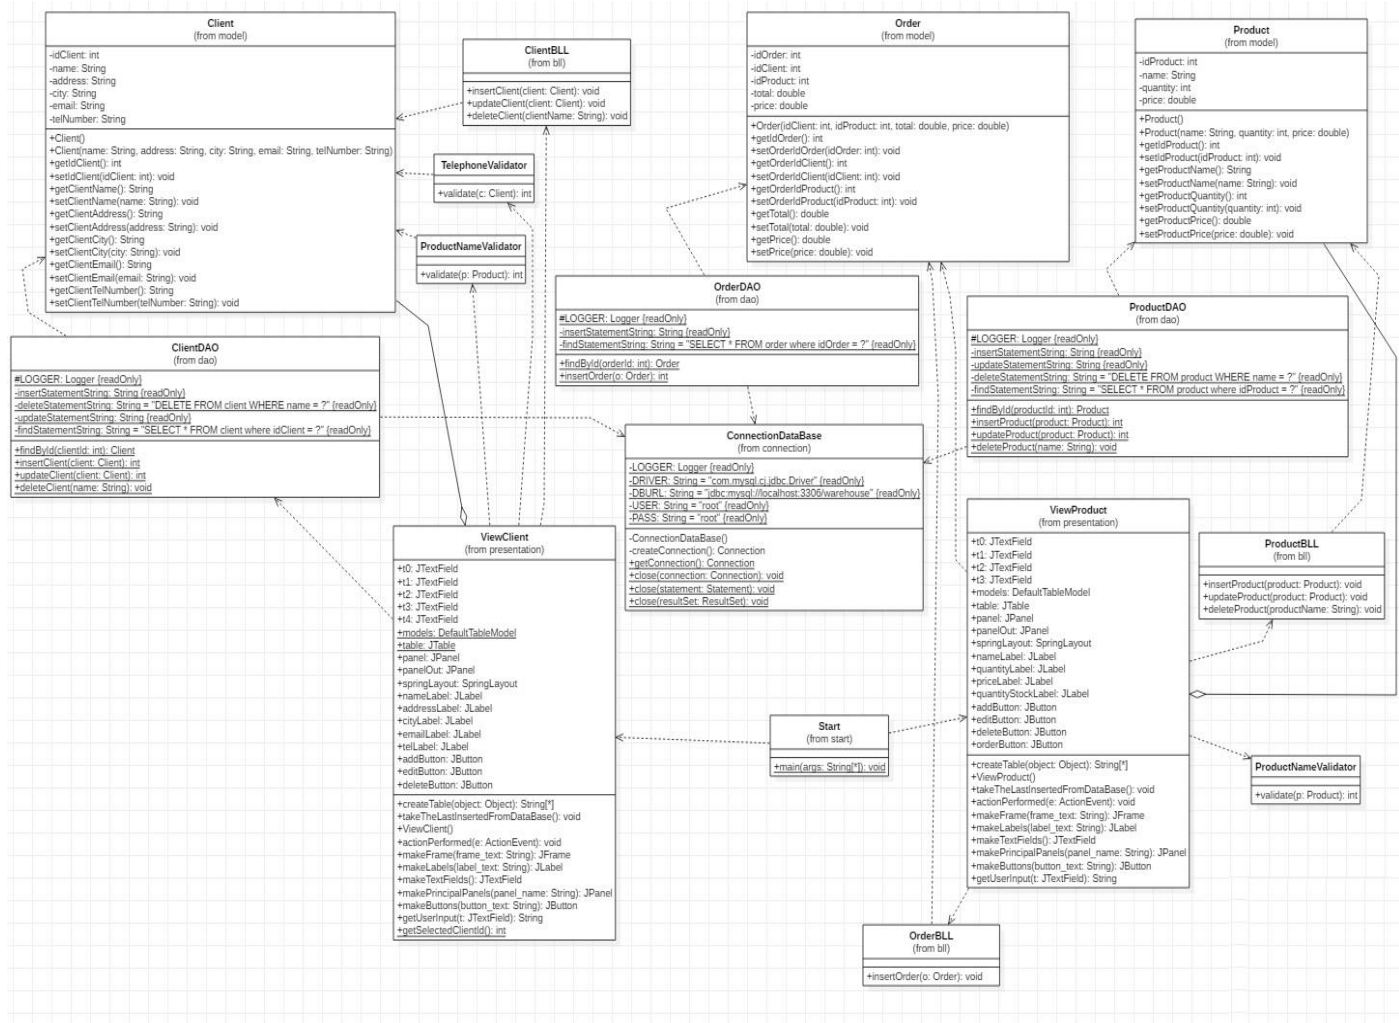 Client
(from model)
-idClient: int
-name: String
-address: String
-city: String
-email: String
-telNumber: String
+Client()
+Client(name: String, address: String, city: String, email: String, telNumber: String)
+getIdClient(): int
+setIdClient(idClient: int): void
+getClientName(): String
+setClientName(name: String): void
+getClientAddress(): String
+setClientAddress(address: String): void
+getClientCity(): String
+setClientCity(city: String): void
+getClientEmail(): String
+setClientEmail(email: String): void
+getClientTelNumber(): String
+setClientTelNumber(telNumber: String): void
ClientBLL
(from bll)
+insertClient(client: Client): void
+updateClient(client: Client): void
+deleteClient(clientName: String): void
TelephoneValidator
+validate(c: Client): int
ProductNameValidator
+validate(p: Product): int
Order
(from model)
-idOrder: int
-idClient: int
-idProduct: int
-total: double
-price: double
+Order(idClient: int, idProduct: int, total: double, price: double)
+getIdOrder(): int
+setOrderIdOrder(idOrder: int): void
+getOrderIdClient(): int
+setOrderIdClient(idClient: int): void
+getOrderIdProduct(): int
+setOrderIdProduct(idProduct: int): void
+getTotal(): double
+setTotal(total: double): void
+getPrice(): double
+setPrice(price: double): void
Product
(from model)
-idProduct: int
-name: String
-quantity: int
-price: double
+Product()
+Product(name: String, quantity: int, price: double)
+getIdProduct(): int
+setIdProduct(idProduct: int): void
+getProductName(): String
+setProductName(name: String): void
+getProductQuantity(): int
+setProductQuantity(quantity: int): void
+getProductPrice(): double
+setProductPrice(price: double): void
OrderDAO
(from dao)
#LOGGER: Logger {readOnly}
-insertStatementString: String {readOnly}
-findStatementString: String = "SELECT * FROM order where idOrder = ?" {readOnly}
+findById(orderId: int): Order
+insertOrder(o: Order): int
ProductDAO
(from dao)
#LOGGER: Logger {readOnly}
-insertStatementString: String {readOnly}
-updateStatementString: String {readOnly}
-deleteStatementString: String = "DELETE FROM product WHERE name = ?" {readOnly}
-findStatementString: String = "SELECT * FROM product where idProduct = ?" {readOnly}
+findById(productId: int): Product
+insertProduct(product: Product): int
+updateProduct(product: Product): int
+deleteProduct(name: String): void
ClientDAO
(from dao)
#LOGGER: Logger {readOnly}
-insertStatementString: String {readOnly}
-deleteStatementString: String = "DELETE FROM client WHERE name = ?" {readOnly}
-updateStatementString: String {readOnly}
-findStatementString: String = "SELECT * FROM client where idClient = ?" {readOnly}
+findById(clientId: int): Client
+insertClient(client: Client): int
+updateClient(client: Client): int
+deleteClient(name: String): void
ConnectionDataBase
(from connection)
-LOGGER: Logger {readOnly}
-DRIVER: String = "com.mysql.cj.jdbc.Driver" {readOnly}
-DBURL: String = "jdbc:mysql://localhost:3306/warehouse" {readOnly}
-USER: String = "root" {readOnly}
-PASS: String = "root" {readOnly}
-ConnectionDataBase()
-createConnection(): Connection
+getConnection(): Connection
+close(connection: Connection): void
+close(statement: Statement): void
+close(resultSet: ResultSet): void
ViewClient
(from presentation)
+t0: JTextField
+t1: JTextField
+t2: JTextField
+t3: JTextField
+t4: JTextField
+models: DefaultTableModel
+table: JTable
+panel: JPanel
+panelOut: JPanel
+springLayout: SpringLayout
+nameLabel: JLabel
+addressLabel: JLabel
+cityLabel: JLabel
+emailLabel: JLabel
+telLabel: JLabel
+addButton: JButton
+editButton: JButton
+deleteButton: JButton
+createTable(object: Object): String[*]
+takeTheLastInsertedFromDataBase(): void
+ViewClient()
+actionPerformed(e: ActionEvent): void
+makeFrame(frame_text: String): JFrame
+makeLabels(label_text: String): JLabel
+makeTextFields(): JTextField
+makePrincipalPanels(panel_name: String): JPanel
+makeButtons(button_text: String): JButton
+getUserInput(t: JTextField): String
+getSelectedClientId(): int
ViewProduct
(from presentation)
+t0: JTextField
+t1: JTextField
+t2: JTextField
+t3: JTextField
+models: DefaultTableModel
+table: JTable
+panel: JPanel
+panelOut: JPanel
+springLayout: SpringLayout
+nameLabel: JLabel
+quantityLabel: JLabel
+priceLabel: JLabel
+quantityStockLabel: JLabel
+addButton: JButton
+editButton: JButton
+deleteButton: JButton
+orderButton: JButton
+createTable(object: Object): String[*]
+ViewProduct()
+takeTheLastInsertedFromDataBase(): void
+actionPerformed(e: ActionEvent): void
+makeFrame(frame_text: String): JFrame
+makeLabels(label_text: String): JLabel
+makeTextFields(): JTextField
+makePrincipalPanels(panel_name: String): JPanel
+makeButtons(button_text: String): JButton
+getUserInput(t: JTextField): String
ProductBLL
(from bll)
+insertProduct(product: Product): void
+updateProduct(product: Product): void
+deleteProduct(productName: String): void
Start
(from start)
+main(args: String[*]): void
ProductNameValidator
+validate(p: Product): int
OrderBLL
(from bll)
+insertOrder(o: Order): void